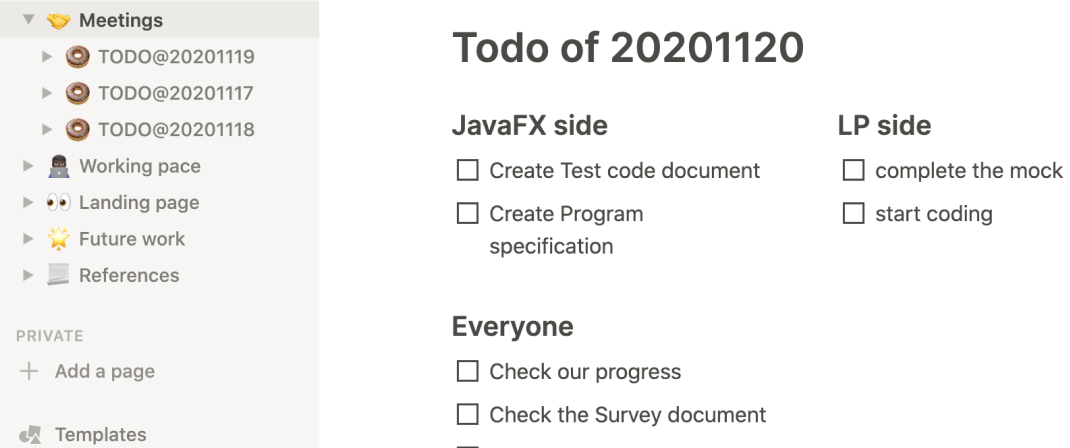 Meetings
TODO@20201119
TODO@20201117
TODO@20201118
Working pace
Landing page
Future work
References
PRIVATE
Add a page
Templates
Todo of 20201120
JavaFX side
Create Test code document
Create Program
specification
LP side
complete the mock
start coding
Everyone
Check our progress
Check the Survey document